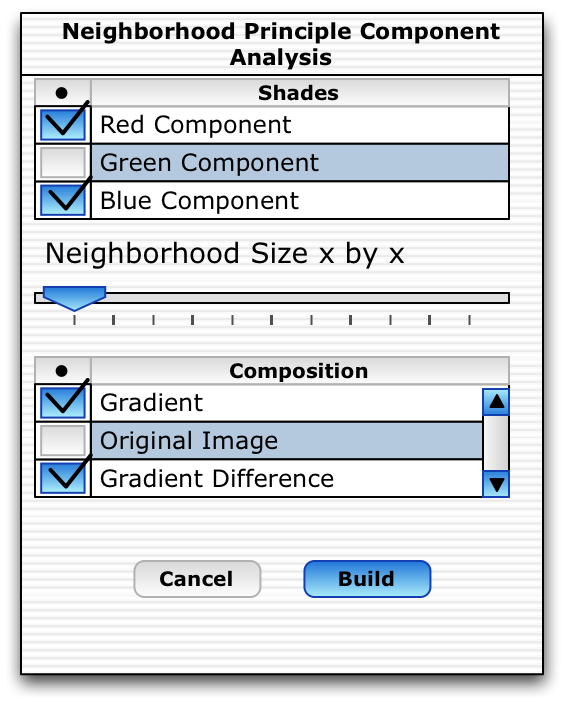 Neighborhood Principle Component
Analysis
Shades
Red Component
Green Component
Blue Component
Neighborhood Size x by x
Composition
Gradient
Original Image
Gradient Difference
Cancel
Build